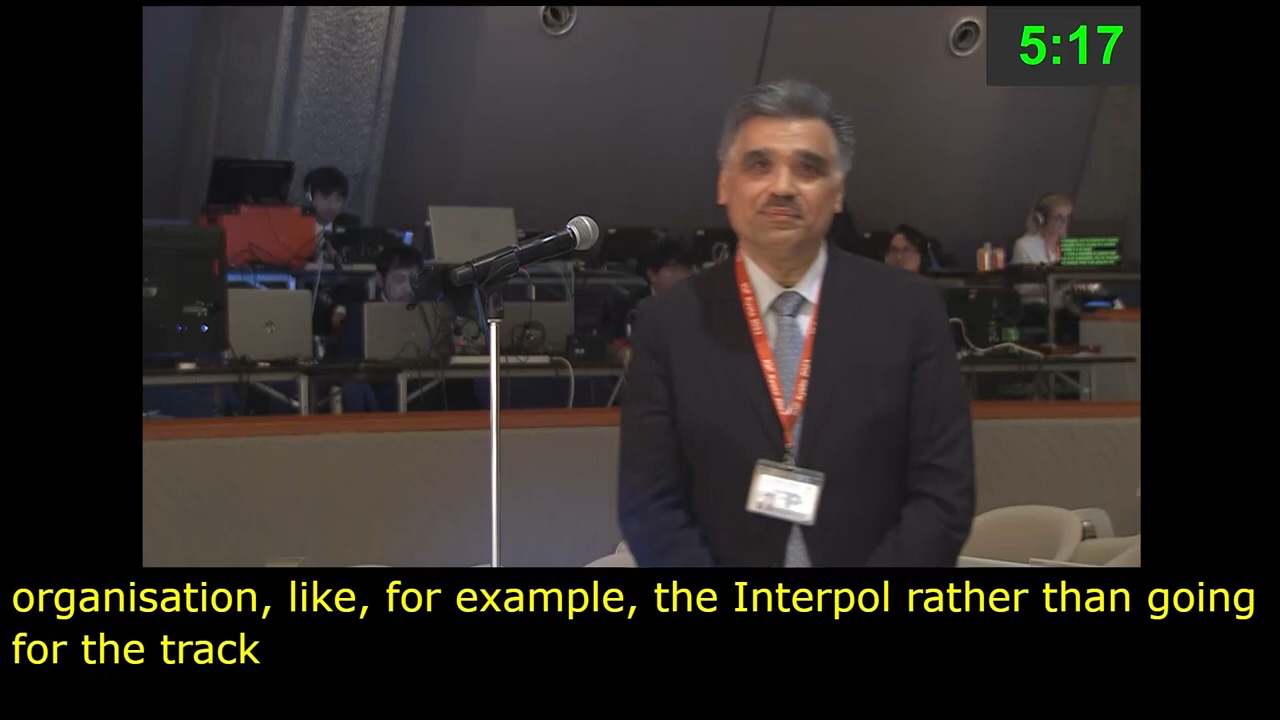 5:17
organisation, like, for example, the Interpol rather than going
for the track